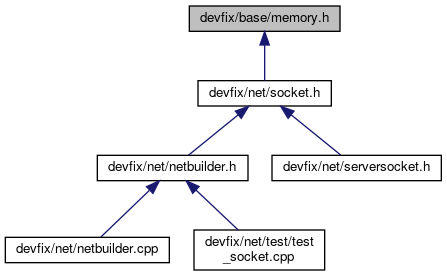 devfix/base/memory.h
devfix/net/socket.h
devfix/net/netbuilder.h
devfix/net/serversocket.h
devfix/net/netbuilder.cpp
devfix/net/test/test
_socket.cpp